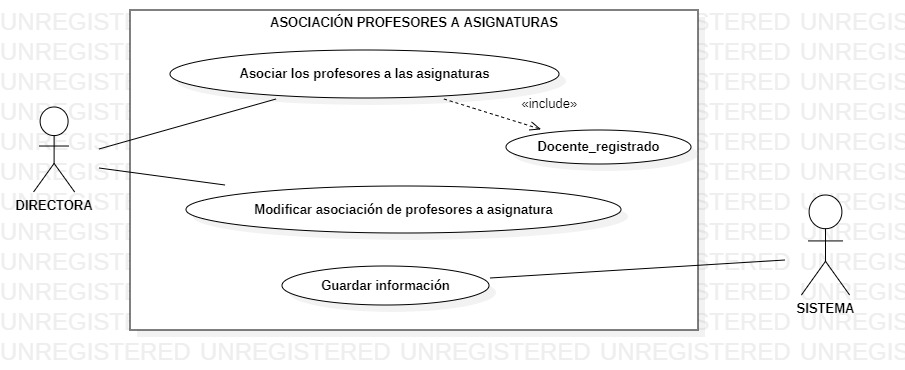 ASOCIACIÓN PROFESORES A ASIGNATURAS
Asociar los profesores a las asignaturas
«include»
Docente_registrado
DIRECTORA
Modificar asociación de profesores a asignatura
Guardar información
SISTEMA
UNREGISTERED UNREGISTERED UNREGISTERED UNREGISTERED UNREGIS